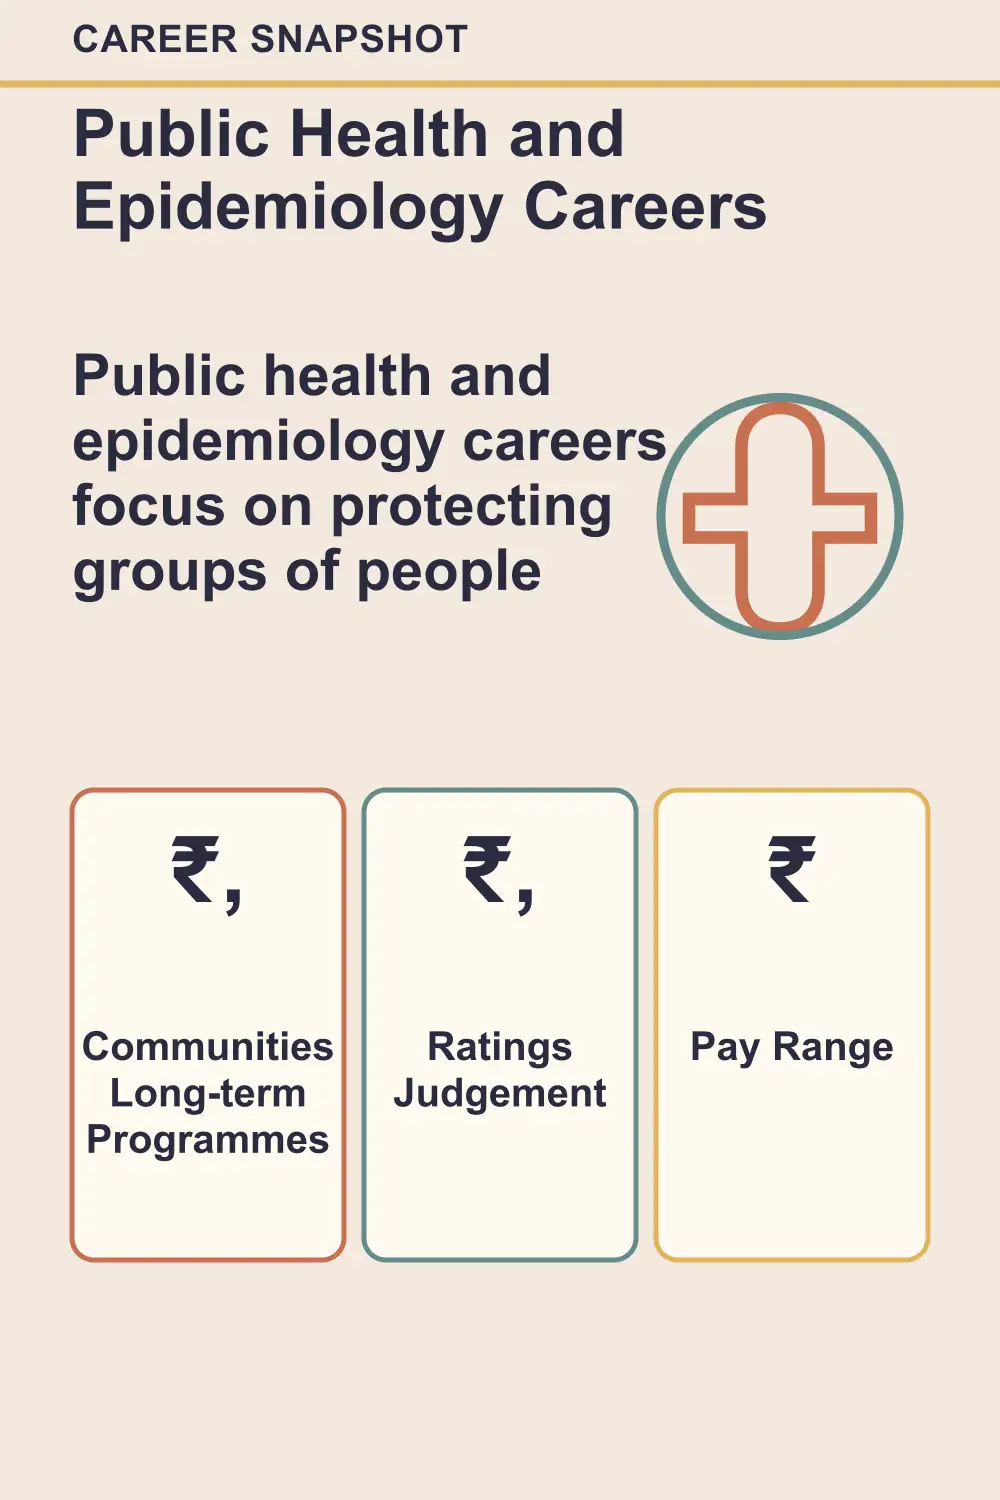 CAREER SNAPSHOT
Public Health and
Epidemiology Careers
Public health and
epidemiology careers
focus on protecting
groups of people
₹,
Communities
Long-term
Programmes
₹,
Ratings
Judgement
₹
Pay Range